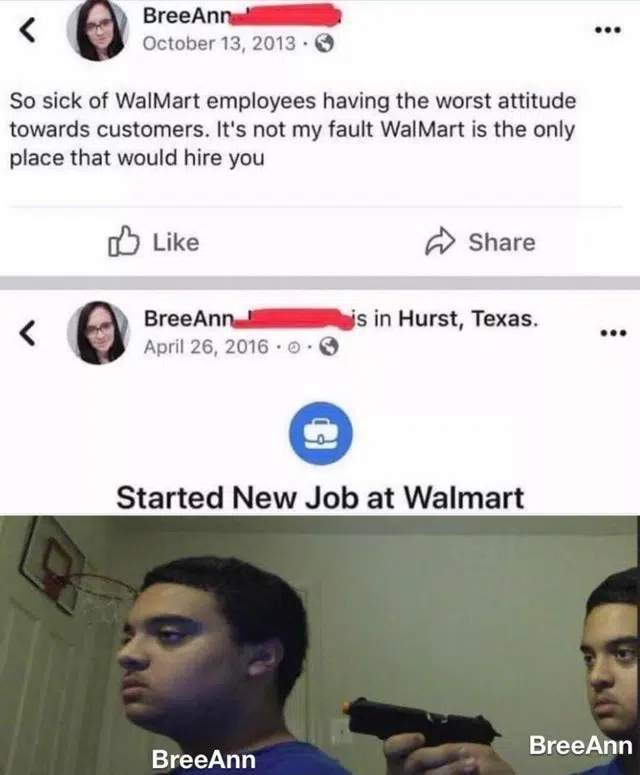 BreeAnn
October 13, 2013 ·
So sick of WalMart employees having the worst attitude
towards customers. It's not my fault WalMart is the only
place that would hire you
Like
Share
BreeAnn is in Hurst, Texas.
April 26, 2016 · ·
Started New Job at Walmart
BreeAnn
BreeAnn